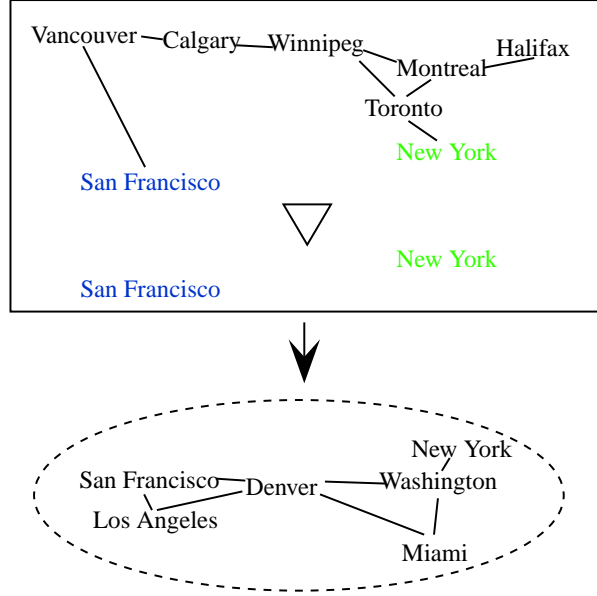 Vancouver
Calgary
Winnipeg
Halifax
Montreal
Toronto
New York
San Francisco
New York
San Francisco
New York
San Francisco
Denver
Washington
Los Angeles
Miami